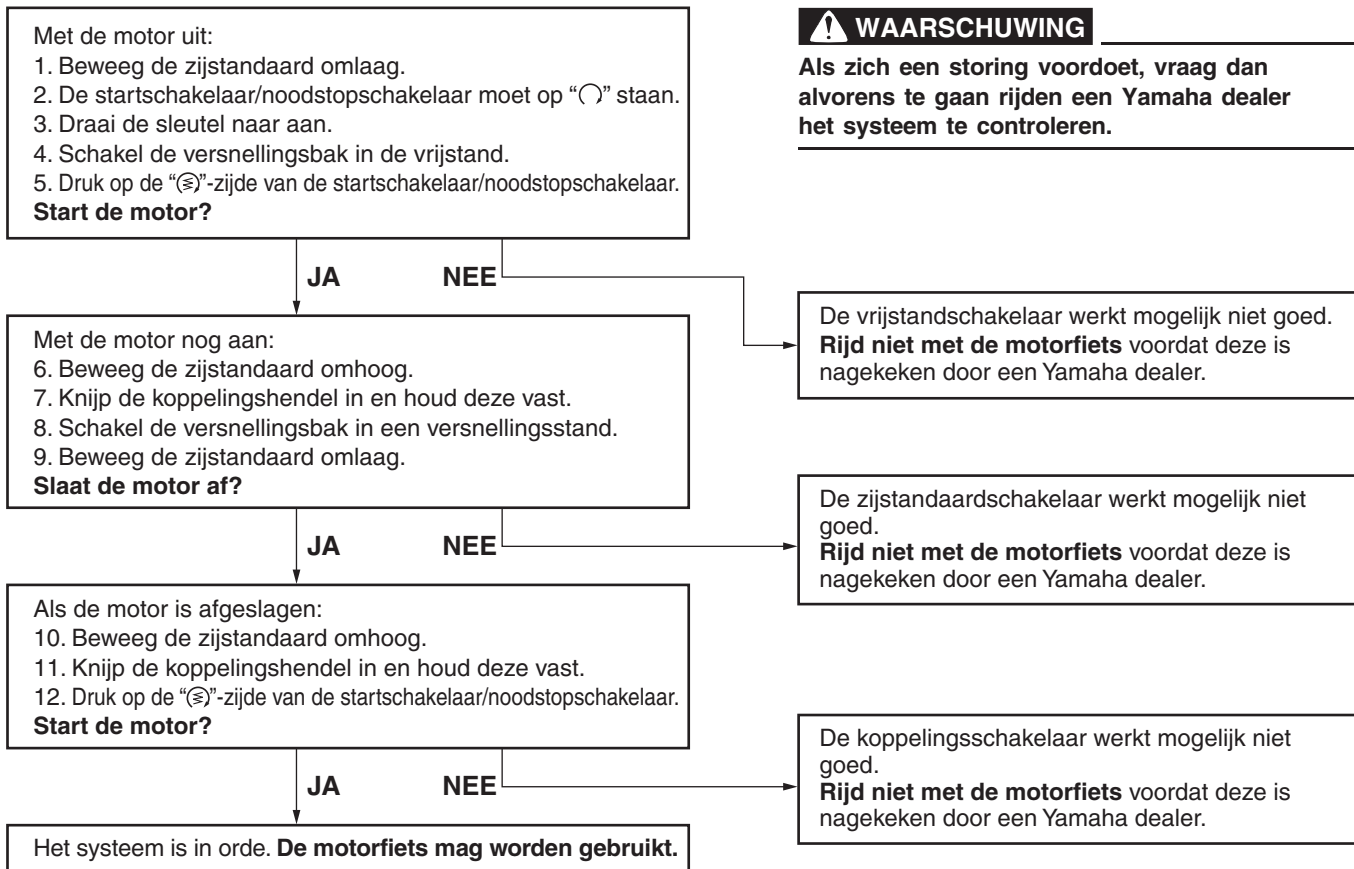 Met de motor uit:
1. Beweeg de zijstandaard omlaag.
2. De startschakelaar/noodstopschakelaar moet op “○” staan.
3. Draai de sleutel naar aan.
4. Schakel de versnellingsbak in de vrijstand.
5. Druk op de “”-zijde van de startschakelaar/noodstopschakelaar.
Start de motor?
WAARSCHUWING
Als zich een storing voordoet, vraag dan
alvorens te gaan rijden een Yamaha dealer
het systeem te controleren.
JA NEE
De vrijstandschakelaar werkt mogelijk niet goed.
Rijd niet met de motorfiets voordat deze is
nagekeken door een Yamaha dealer.
Met de motor nog aan:
6. Beweeg de zijstandaard omhoog.
7. Knijp de koppelingshendel in en houd deze vast.
8. Schakel de versnellingsbak in een versnellingsstand.
9. Beweeg de zijstandaard omlaag.
Slaat de motor af?
JA NEE
De zijstandaardschakelaar werkt mogelijk niet
goed.
Rijd niet met de motorfiets voordat deze is
nagekeken door een Yamaha dealer.
Als de motor is afgeslagen:
10. Beweeg de zijstandaard omhoog.
11. Knijp de koppelingshendel in en houd deze vast.
12. Druk op de “”-zijde van de startschakelaar/noodstopschakelaar.
Start de motor?
JA NEE
De koppelingsschakelaar werkt mogelijk niet
goed.
Rijd niet met de motorfiets voordat deze is
nagekeken door een Yamaha dealer.
Het systeem is in orde. De motorfiets mag worden gebruikt.